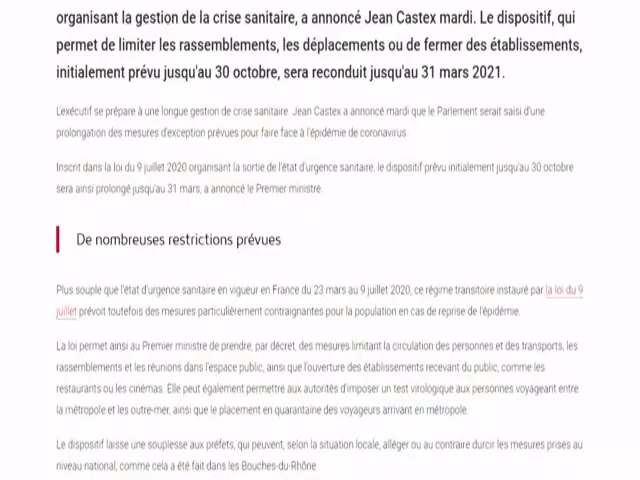 organisant la gestion de la crise sanitaire, a annoncé Jean Castex mardi. Le dispositif, qui
permet de limiter les rassemblements, les déplacements ou de fermer des établissements,
initialement prévu jusqu'au 30 octobre, sera reconduit jusqu'au 31 mars 2021.
L'exécutif se prépare à une longue gestion de crise sanitaire. Jean Castex a annoncé mardi que le Parlement serait saisi d'une
prolongation des mesures d'exception prévues pour faire face à l'épidémie de coronavirus.
Inscrit dans la loi du 9 juillet 2020 organisant la sortie de l'état d'urgence sanitaire, le dispositif prévu initialement jusqu'au 30 octobre
sera ainsi prolongé jusqu'au 31 mars, a annoncé le Premier ministre.
De nombreuses restrictions prévues
Plus souple que l'état d'urgence sanitaire en vigueur en France du 23 mars au 9 juillet 2020, ce régime transitoire instauré par la loi du 9
juillet prévoit toutefois des mesures particulièrement contraignantes pour la population en cas de reprise de l'épidémie.
La loi permet ainsi au Premier ministre de prendre, par décret, des mesures limitant la circulation des personnes et des transports, les
rassemblements et les réunions dans l'espace public, ainsi que l'ouverture des établissements recevant du public, comme les
restaurants ou les cinémas. Elle peut également permettre aux autorités d'imposer un test virologique aux personnes voyageant entre
la métropole et les outre-mer, ainsi que le placement en quarantaine des voyageurs arrivant en métropole.
Le dispositif laisse une souplesse aux préfets, qui peuvent, selon la situation locale, alléger ou au contraire durcir les mesures prises au
niveau national, comme cela a été fait dans les Bouches-du-Rhône